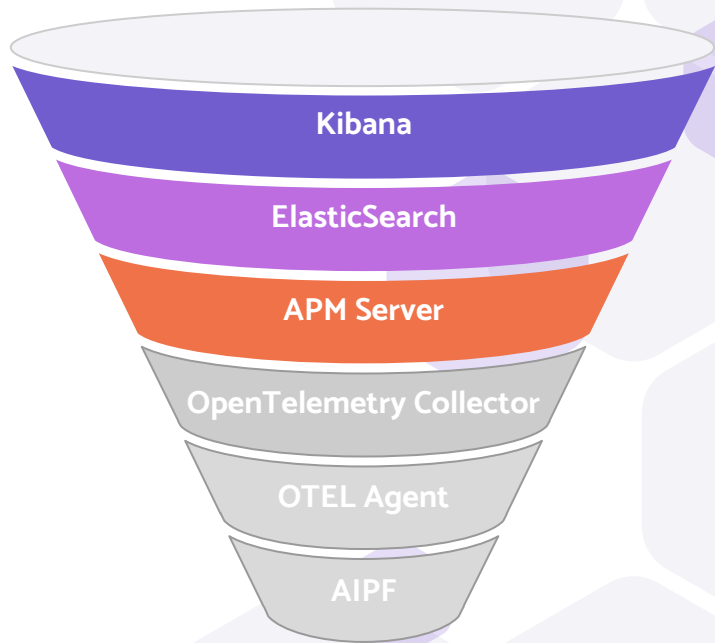 Kibana
ElasticSearch
APM Server
OpenTelemetry Collector
OTEL Agent
AIPF